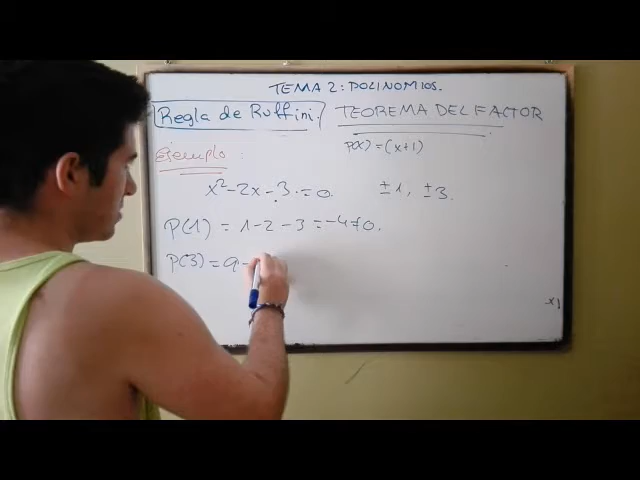 TEMA 2: POLINOMIOS.
Regla de Ruffini. TEOREMA DEL FACTOR
P(x) = (x+1)
Ejemplo
x²-2x-3 = 0. ±1, ±3.
P(1) = 1-2-3 = -4≠0.
P(3) = 9-